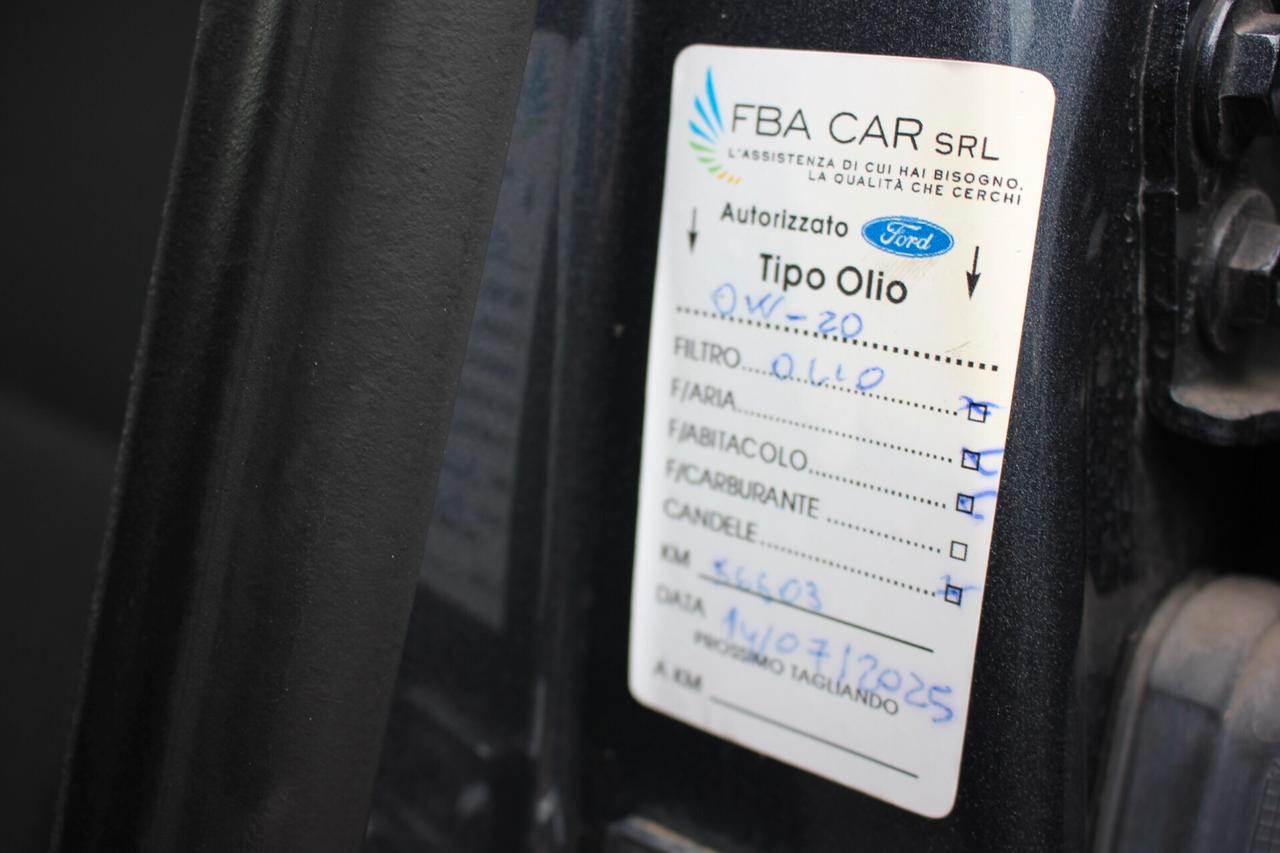 FBA CAR SRL
L'ASSISTENZA DI CUI HAI BISOGNO,
LA QUALITÀ CHE CERCHI
Autorizzato Ford
Tipo Olio
0W-20
FILTRO OLIO
F/ARIA
F/ABITACOLO
F/CARBURANTE
CANDELE
KM
DATA 14/07/2025
PROSSIMO TAGLIANDO
A KM